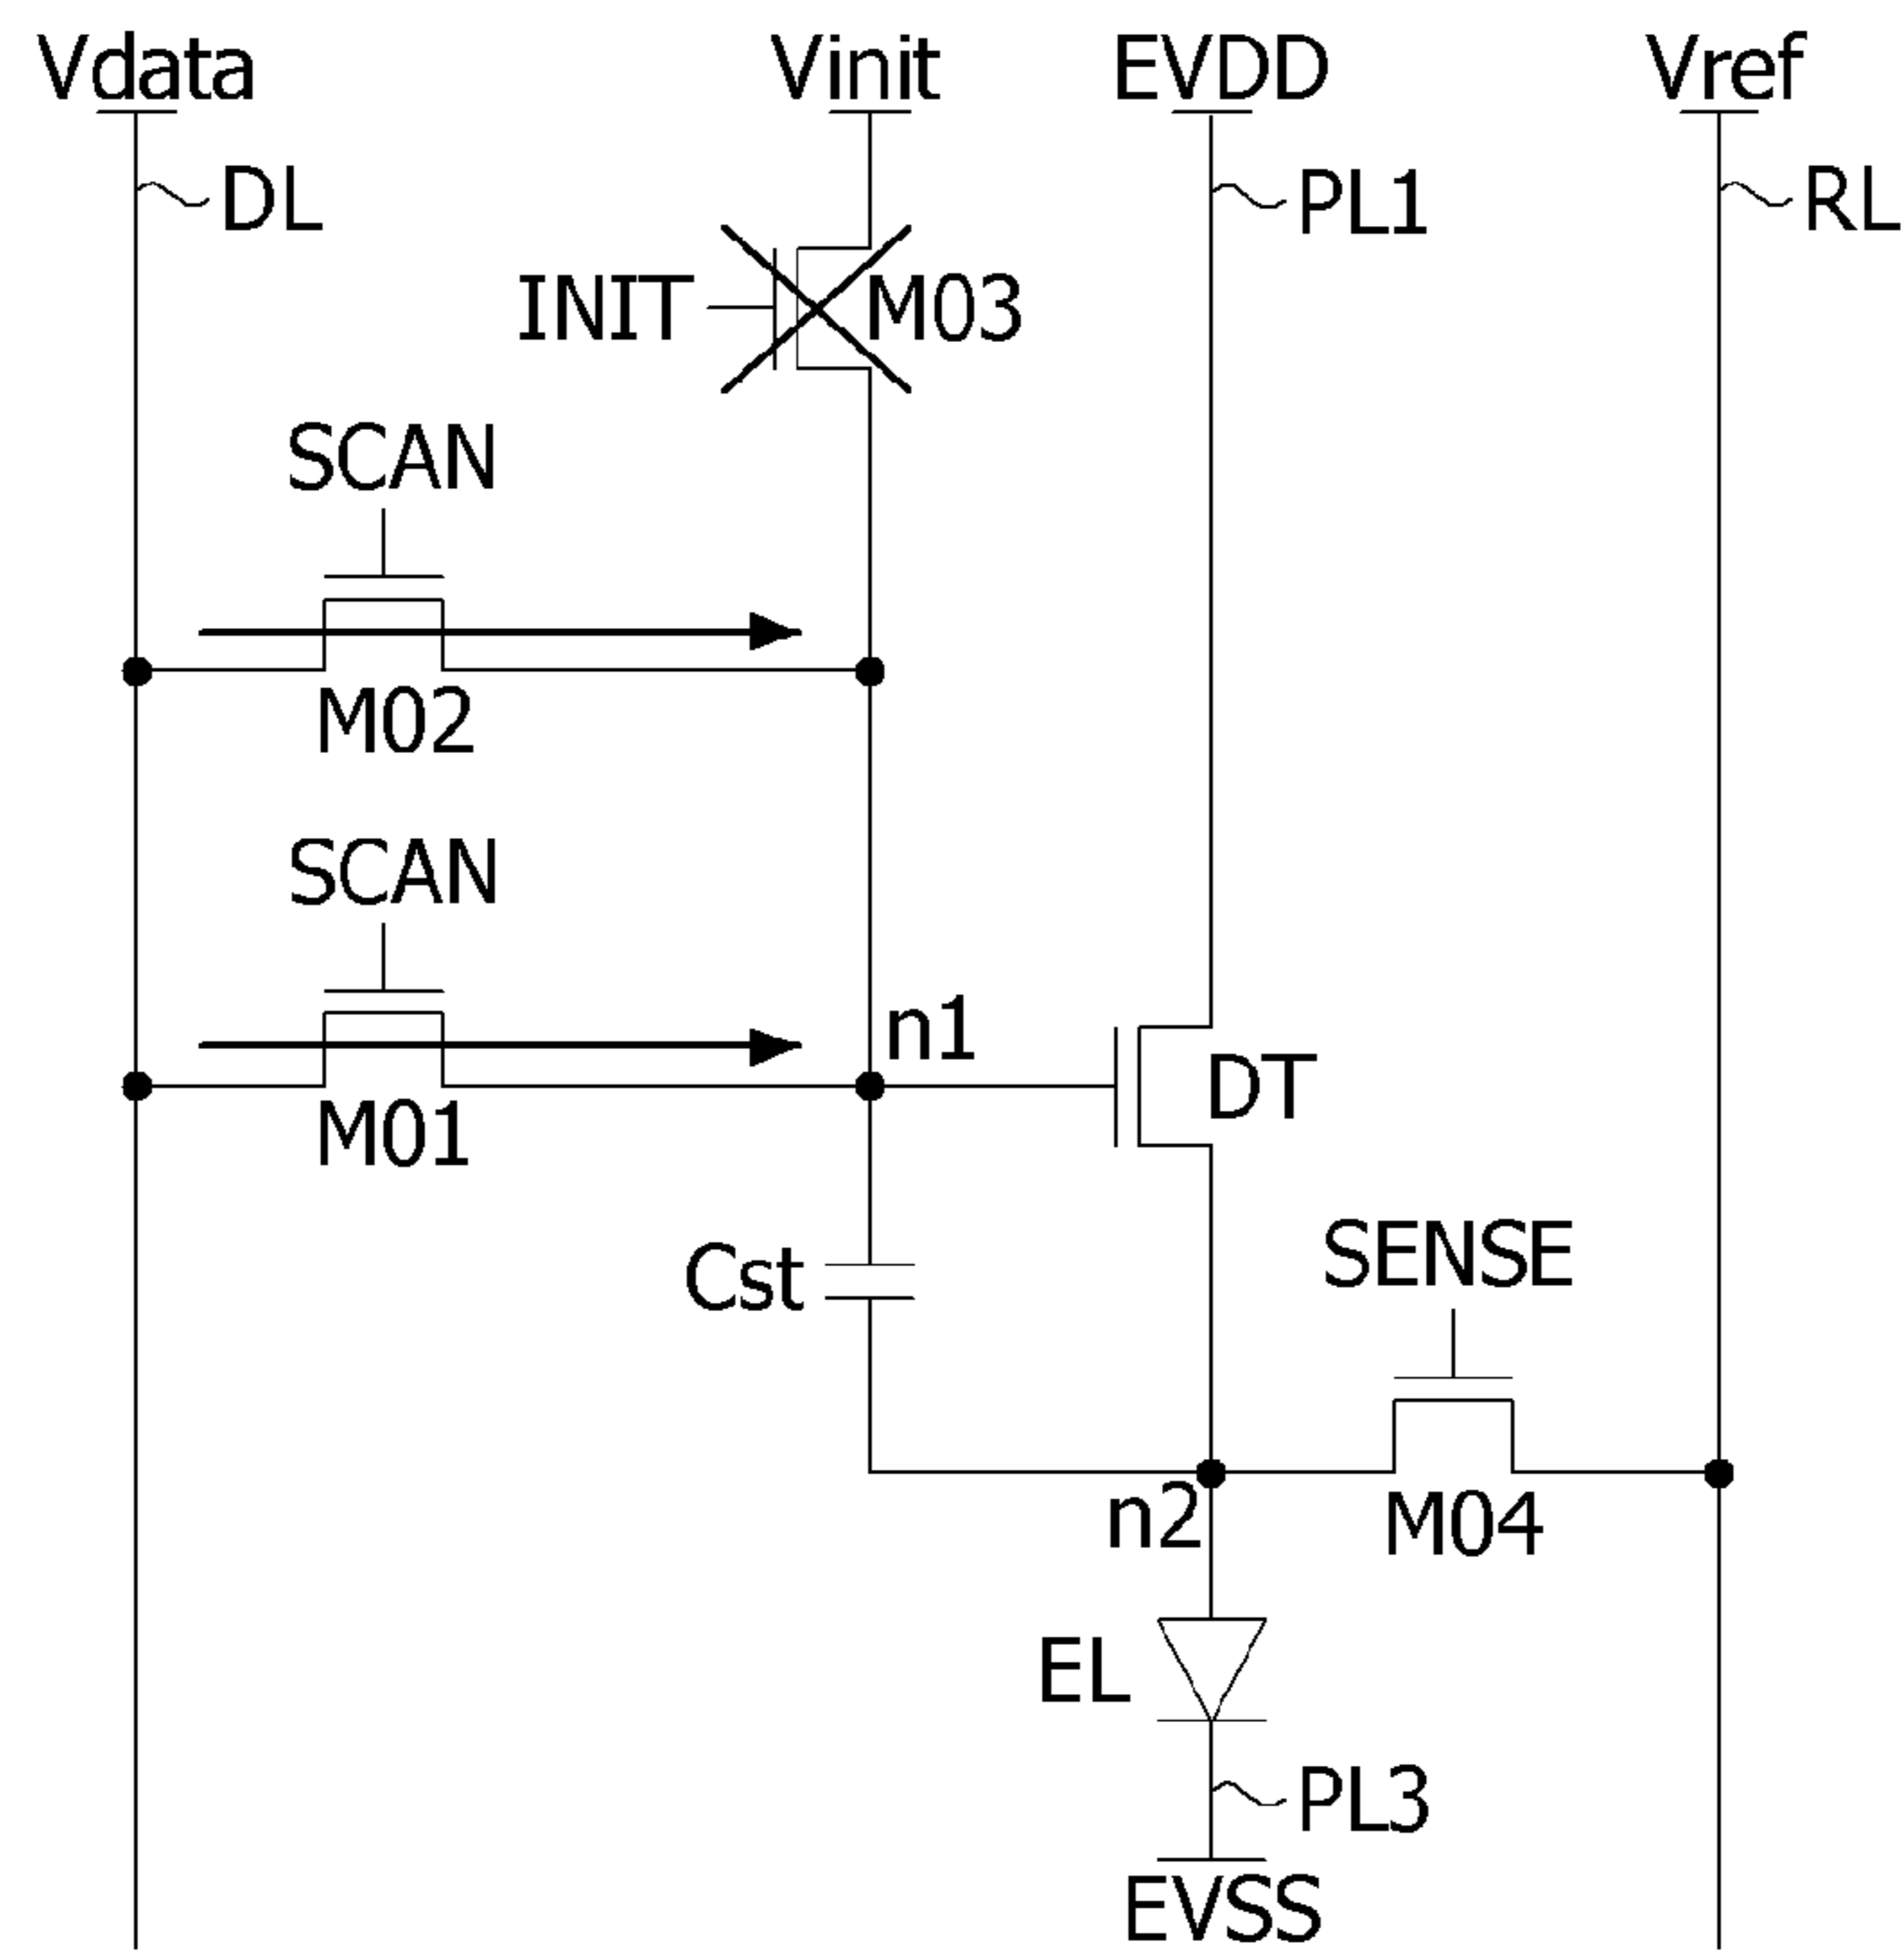 Vdata
Vinit
EVDD
Vref
DL
PL1
RL
INIT
M03
SCAN
M02
SCAN
n1
DT
M01
SENSE
Cst
n2
M04
EL
PL3
EVSS